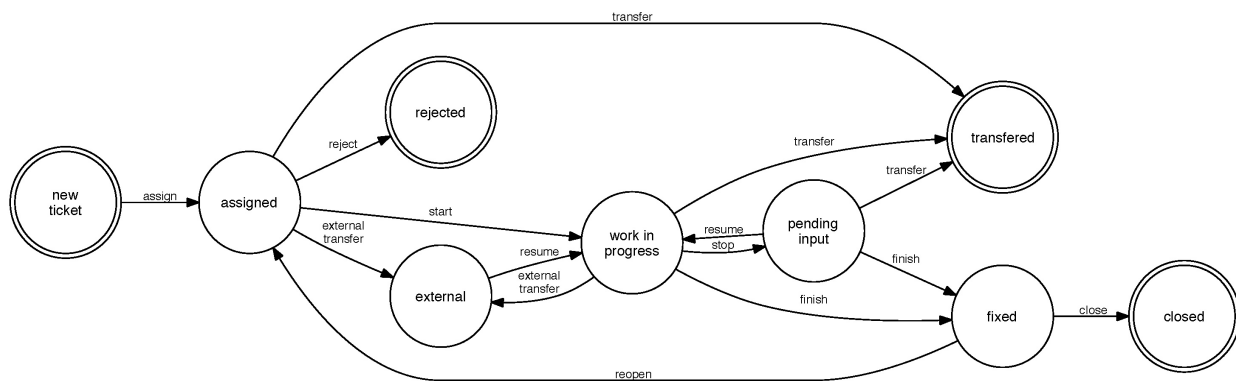 transfer
rejected
transfered
reject
transfer
new
ticket
assign
assigned
start
transfer
external
transfer
pending
input
work in
progress
resume
stop
resume
external
transfer
external
finish
finish
fixed
close
closed
reopen